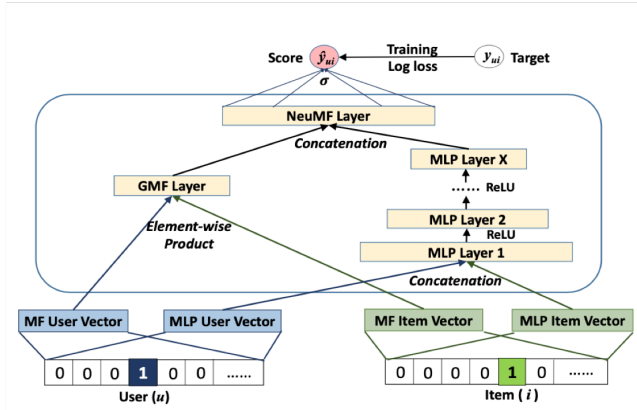 Score ŷui Training yui Target
Log loss
σ
NeuMF Layer
Concatenation
MLP Layer X
GMF Layer
...... ReLU
Element-wise
Product
MLP Layer 2
ReLU
MLP Layer 1
Concatenation
MF User Vector MLP User Vector MF Item Vector MLP Item Vector
0 0 0 1 0 0 ...... 0 0 0 0 1 0 ......
User (u) Item ( i )